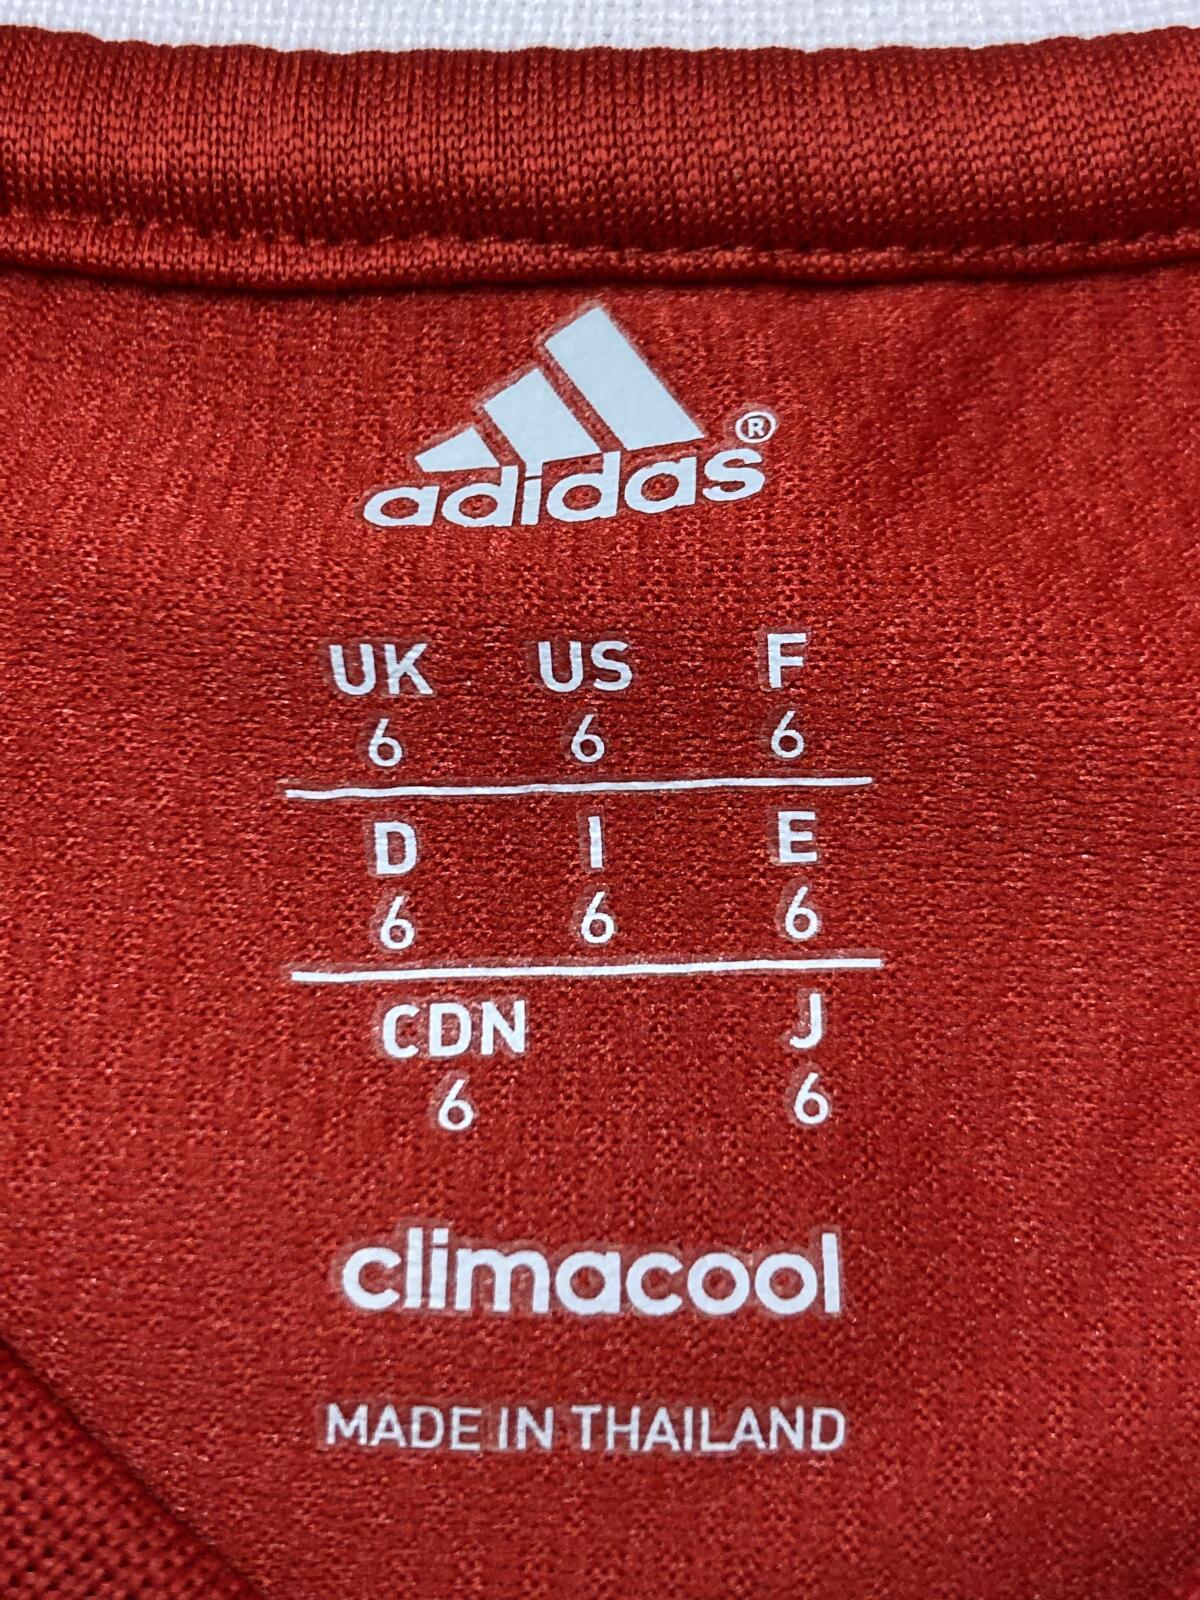 adidas®
UK US F
6 6 6
D I E
6 6 6
CDN J
6 6
climacool
MADE IN THAILAND